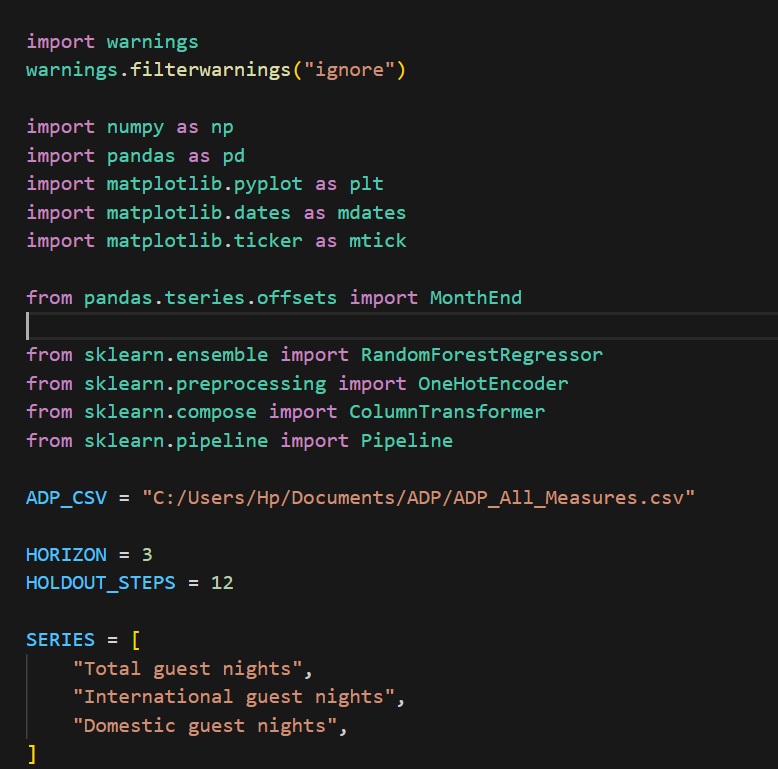 import warnings
warnings.filterwarnings("ignore")
import numpy as np
import pandas as pd
import matplotlib.pyplot as plt
import matplotlib.dates as mdates
import matplotlib.ticker as mtick
from pandas.tseries.offsets import MonthEnd
from sklearn.ensemble import RandomForestRegressor
from sklearn.preprocessing import OneHotEncoder
from sklearn.compose import ColumnTransformer
from sklearn.pipeline import Pipeline
ADP_CSV = "C:/Users/Hp/Documents/ADP/ADP_All_Measures.csv"
HORIZON = 3
HOLDOUT_STEPS = 12
SERIES = [
    "Total guest nights",
    "International guest nights",
    "Domestic guest nights",
]